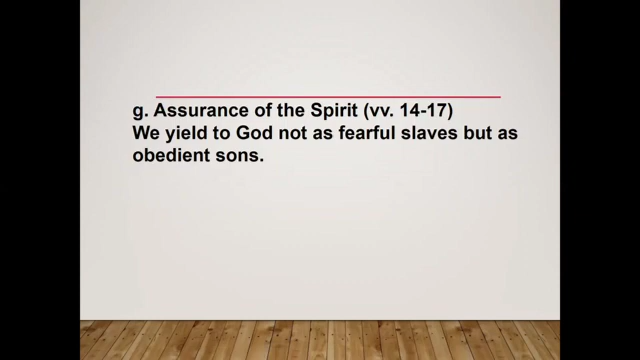 g. Assurance of the Spirit (vv. 14-17)
We yield to God not as fearful slaves but as
obedient sons.